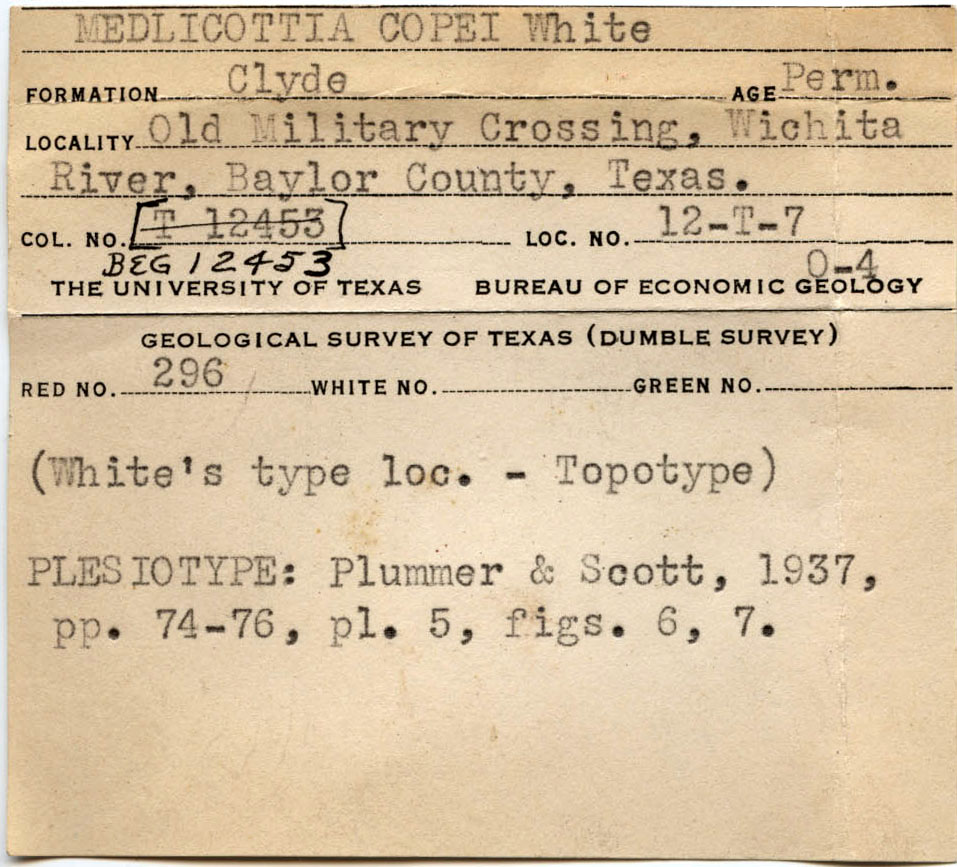 MEDLICOTTIA COPEI White
FORMATION Clyde AGE Perm.
LOCALITY Old Military Crossing, Wichita
River, Baylor County, Texas.
COL. NO. [T 12453] LOC. NO. 12-T-7
BEG 12453 O-4
THE UNIVERSITY OF TEXAS BUREAU OF ECONOMIC GEOLOGY
GEOLOGICAL SURVEY OF TEXAS (DUMBLE SURVEY)
RED NO. 296 WHITE NO. GREEN NO.
(White's type loc. - Topotype)
PLESIOTYPE: Plummer & Scott, 1937,
pp. 74-76, pl. 5, figs. 6, 7.